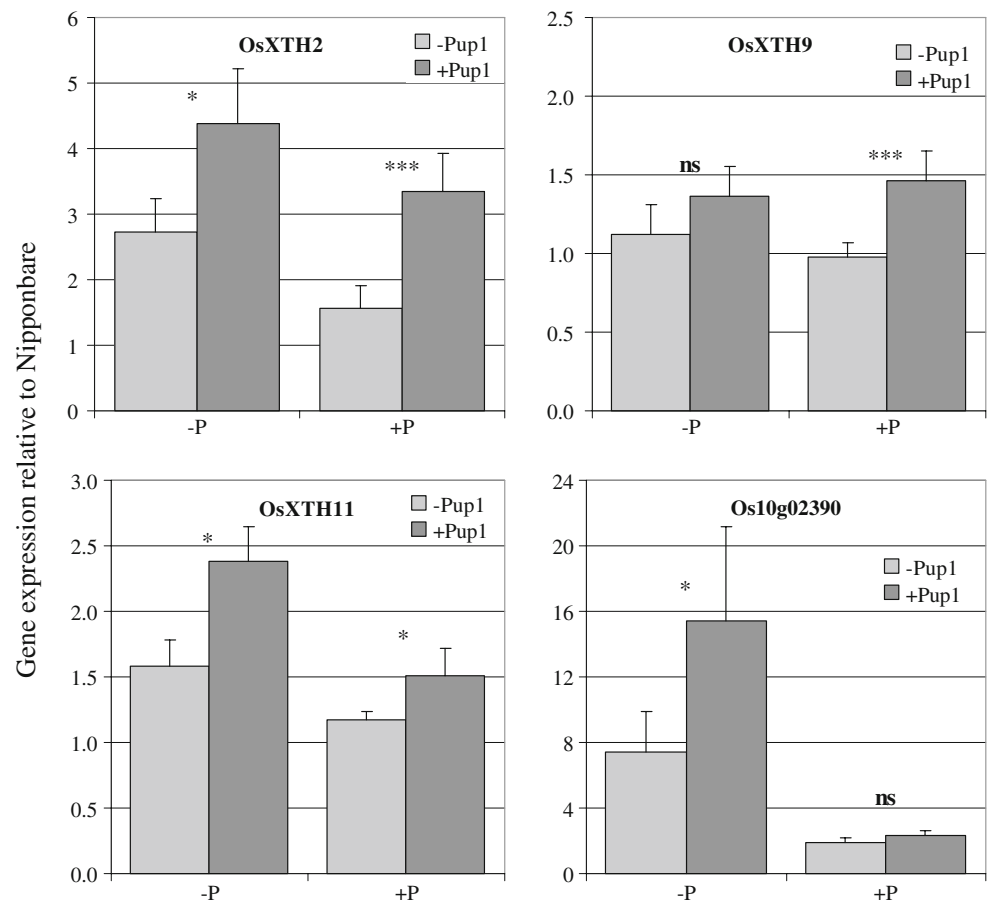 Gene expression relative to Nipponbare
OsXTH2
-Pup1
+Pup1
7
6
5
4
3
2
1
0
*
***
-P
+P
OsXTH9
-Pup1
+Pup1
2.5
2.0
1.5
1.0
0.5
0.0
ns
***
-P
+P
OsXTH11
-Pup1
+Pup1
3.0
2.5
2.0
1.5
1.0
0.5
0.0
*
*
-P
+P
Os10g02390
-Pup1
+Pup1
24
20
16
12
8
4
0
*
ns
-P
+P